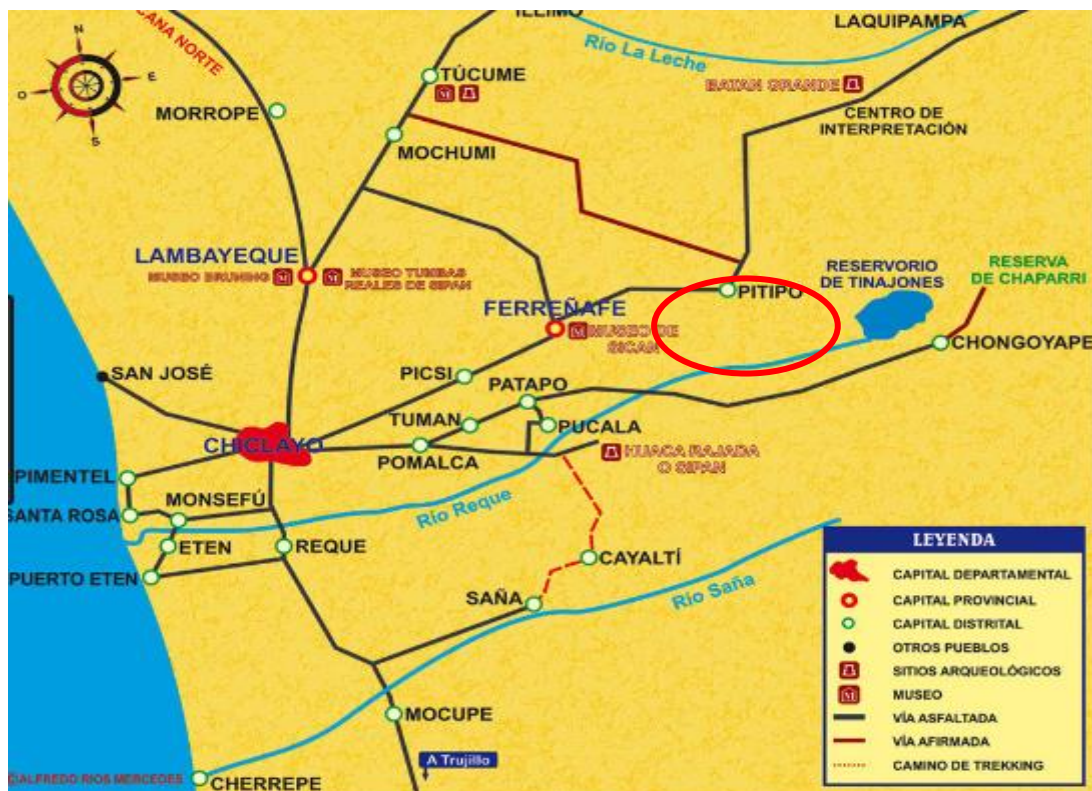 ILLIMO
LAQUIPAMPA
CANA NORTE
Río La Leche
N
E
S
O
TÚCUME
BATAN GRANDE
MORROPE
MOCHUMI
CENTRO DE
INTERPRETACIÓN
LAMBAYEQUE
MUSEO BRUNING
MUSEO TUMBAS
REALES DE SIPAN
RESERVORIO
DE TINAJONES
RESERVA
DE CHAPARRI
PITIPO
FERREÑAFE
MUSEO DE
SICAN
CHONGOYAPE
SAN JOSÉ
PICSI
PATAPO
TUMAN
PUCALA
CHICLAYO
POMALCA
HUACA RAJADA
O SIPAN
PIMENTEL
MONSEFÚ
Río Reque
SANTA ROSA
ETEN
REQUE
CAYALTÍ
PUERTO ETEN
SAÑA
Río Saña
MOCUPE
A Trujillo
CHERREPE
ALFREDO RIOS MERCEDES
LEYENDA
CAPITAL DEPARTAMENTAL
CAPITAL PROVINCIAL
CAPITAL DISTRITAL
OTROS PUEBLOS
SITIOS ARQUEOLÓGICOS
M MUSEO
VÍA ASFALTADA
VÍA AFIRMADA
CAMINO DE TREKKING